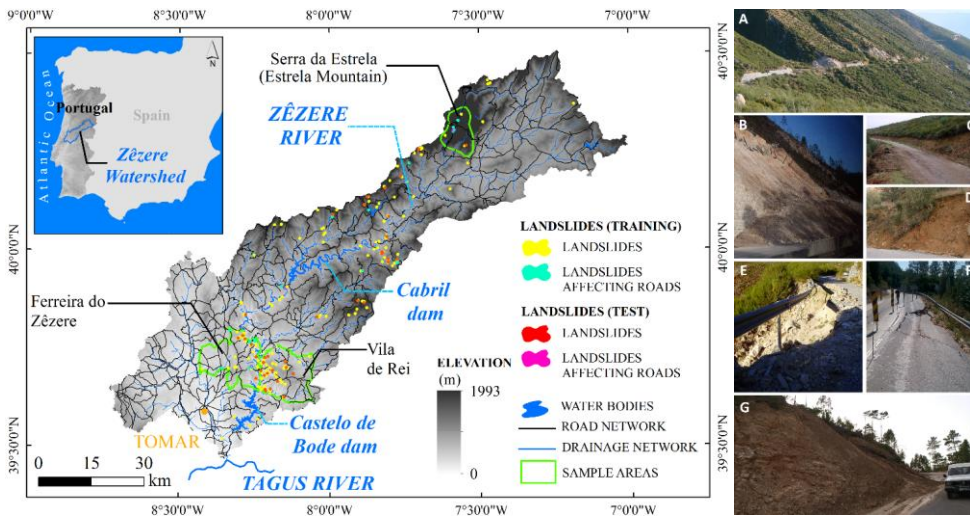 9°0'0"W
8°30'0"W
8°0'0"W
7°30'0"W
7°0'0"W
Atlantic Ocean
Portugal
Spain
Zêzere
Watershed
N
Serra da Estrela
(Estrela Mountain)
ZÊZERE
RIVER
40°30'0"N
40°0'0"N
40°0'0"N
39°30'0"N
39°30'0"N
Cabril
dam
Ferreira do
Zêzere
Vila
de Rei
TOMAR
Castelo de
Bode dam
TAGUS RIVER
0 15 30
km
ELEVATION
(m)
1993
0
LANDSLIDES (TRAINING)
LANDSLIDES
LANDSLIDES
AFFECTING ROADS
LANDSLIDES (TEST)
LANDSLIDES
LANDSLIDES
AFFECTING ROADS
WATER BODIES
ROAD NETWORK
DRAINAGE NETWORK
SAMPLE AREAS
8°30'0"W
8°0'0"W
7°30'0"W
A
B
D
E
G